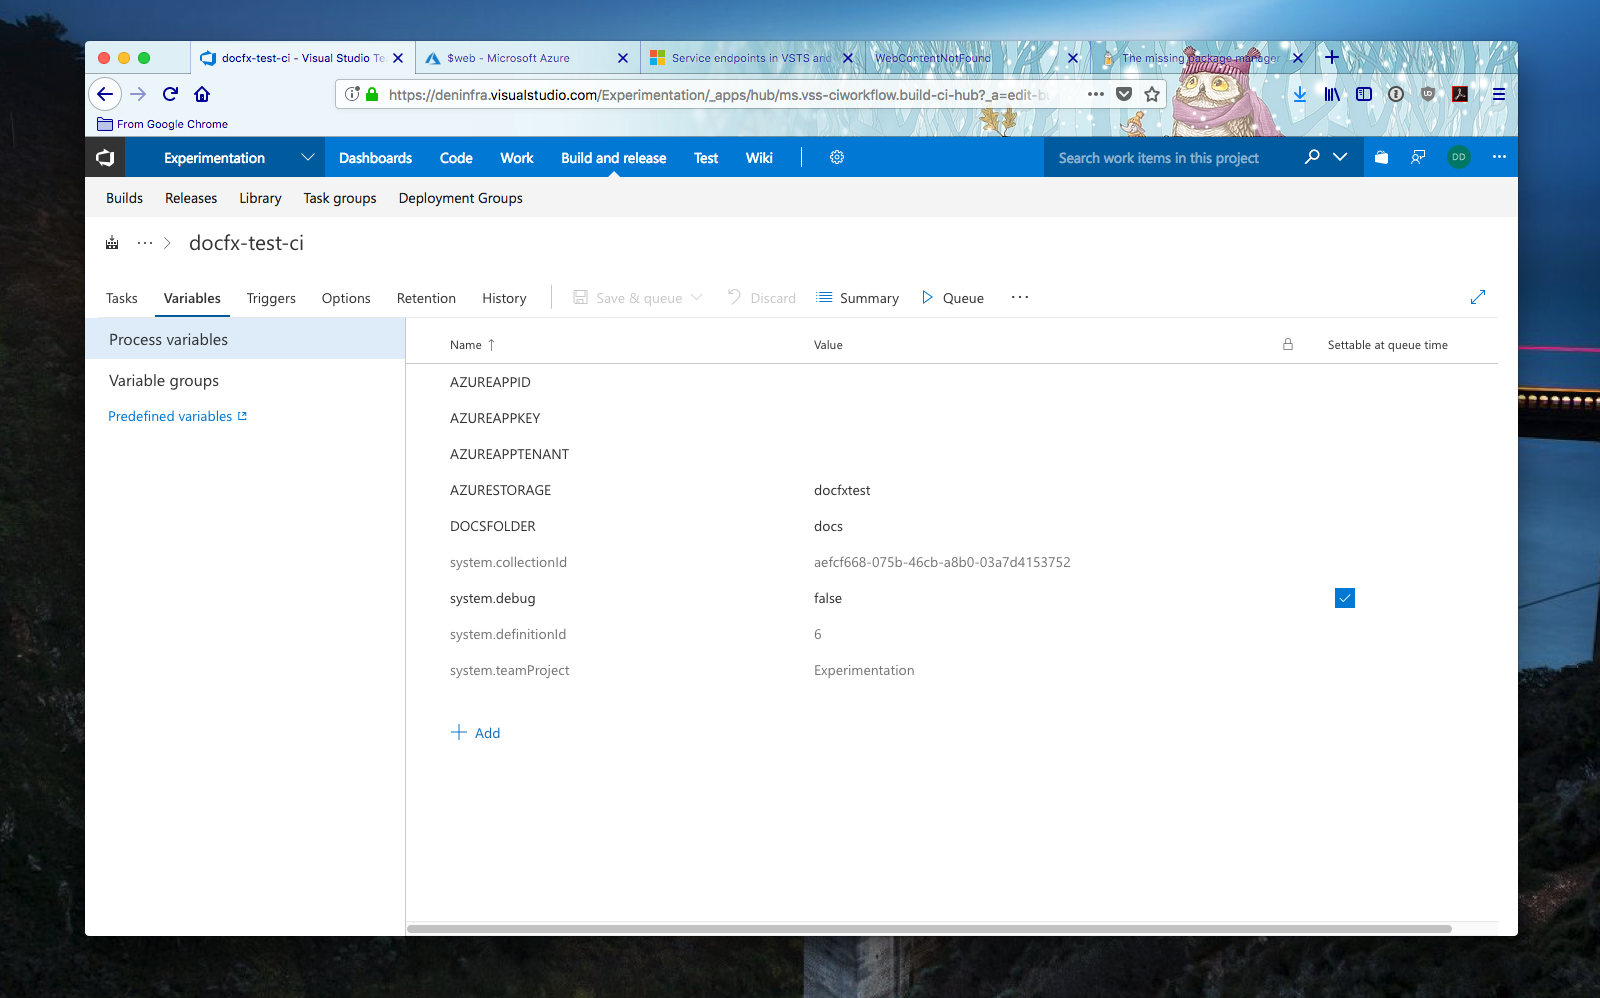 docfx-test-ci - Visual Studio Te
$web - Microsoft Azure
Service endpoints in VSTS and
WebContentNotFound
The missing package manager
https://deninfra.visualstudio.com/Experimentation/_apps/hub/ms.vss-ciworkflow.build-ci-hub?_a=edit-bu
From Google Chrome
Experimentation
Dashboards
Code
Work
Build and release
Test
Wiki
Search work items in this project
DD
Builds
Releases
Library
Task groups
Deployment Groups
docfx-test-ci
Tasks
Variables
Triggers
Options
Retention
History
Save & queue
Discard
Summary
Queue
Process variables
Variable groups
Predefined variables
Name Value Settable at queue time
AZUREAPPID
AZUREAPPKEY
AZUREAPPTENANT
AZURESTORAGE docfxtest
DOCSFOLDER docs
system.collectionId aefcf668-075b-46cb-a8b0-03a7d4153752
system.debug false
system.definitionId 6
system.teamProject Experimentation
Add